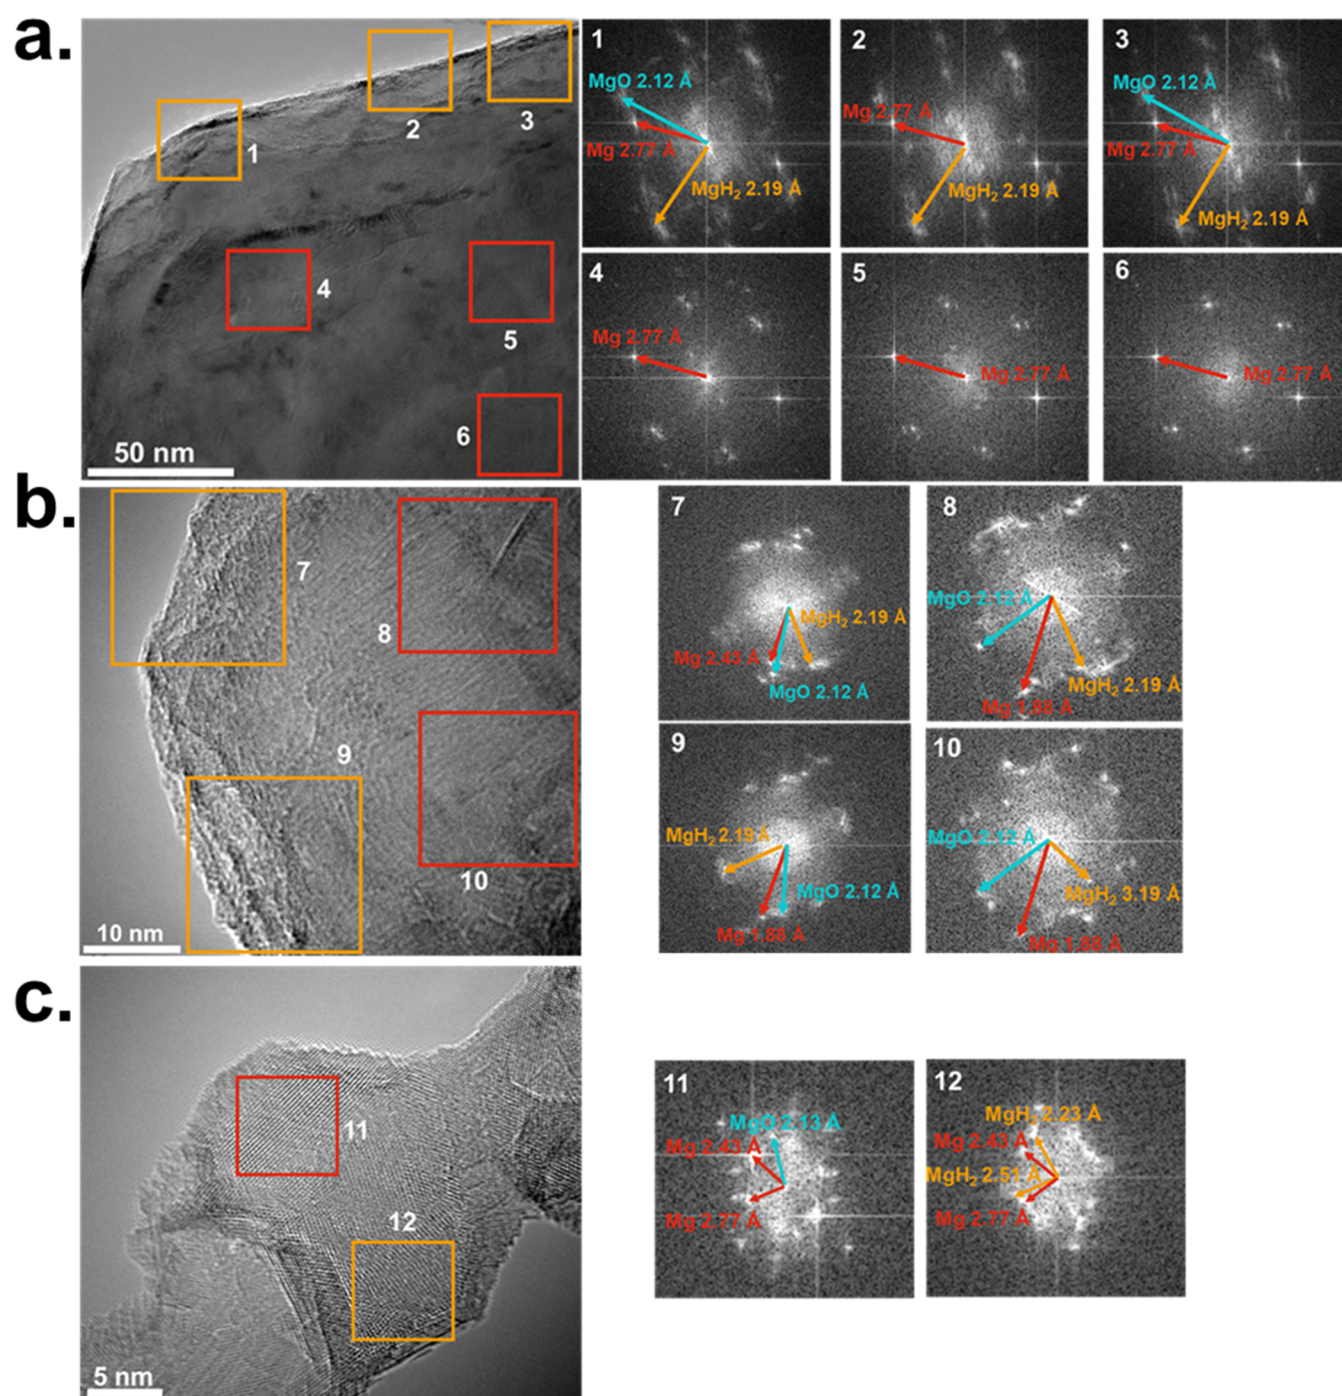 a.
1
2
3
4
5
6
50 nm
1
MgO 2.12 Å
Mg 2.77 Å
MgH₂ 2.19 Å
2
Mg 2.77 Å
MgH₂ 2.19 Å
3
MgO 2.12 Å
Mg 2.77 Å
MgH₂ 2.19 Å
4
Mg 2.77 Å
5
Mg 2.77 Å
6
Mg 2.77 Å
b.
7
8
9
10
10 nm
7
MgH₂ 2.19 Å
Mg 2.43 Å
MgO 2.12 Å
8
MgO 2.12 Å
MgH₂ 2.19 Å
Mg 1.88 Å
9
MgH₂ 2.19 Å
MgO 2.12 Å
Mg 1.88 Å
10
MgO 2.12 Å
MgH₂ 3.19 Å
Mg 1.88 Å
c.
11
12
5 nm
11
MgO 2.13 Å
Mg 2.43 Å
Mg 2.77 Å
12
MgH₂ 2.23 Å
Mg 2.43 Å
MgH₂ 2.51 Å
Mg 2.77 Å